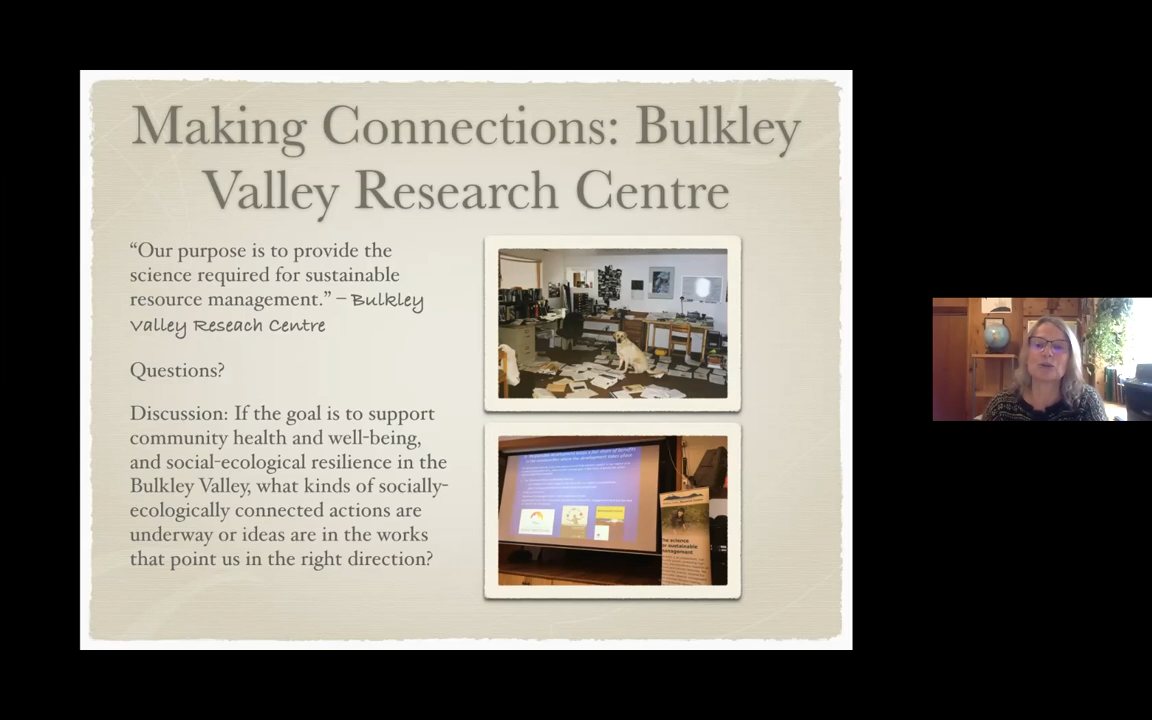 Making Connections: Bulkley
Valley Research Centre
“Our purpose is to provide the
science required for sustainable
resource management.” – Bulkley
Valley Reseach Centre
Questions?
Discussion: If the goal is to support
community health and well-being,
and social-ecological resilience in the
Bulkley Valley, what kinds of socially-
ecologically connected actions are
underway or ideas are in the works
that point us in the right direction?
science
sustainable
management